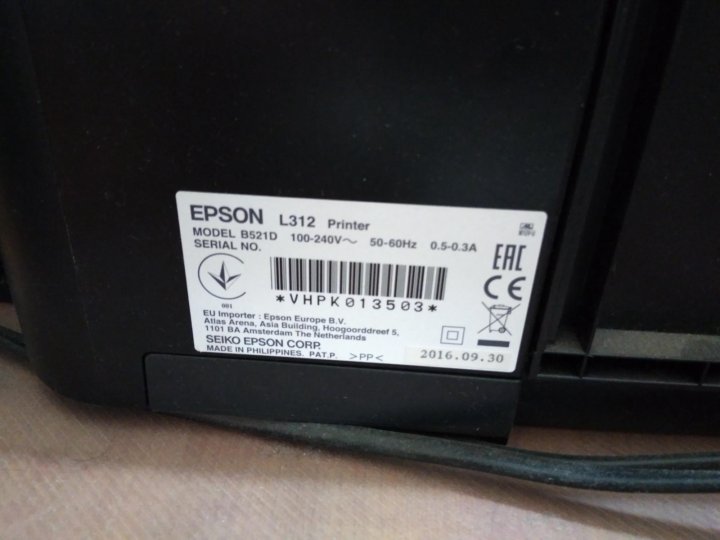 EPSON L312 Printer
MODEL B521D 100-240V~ 50-60Hz 0.5-0.3A
SERIAL NO.
EAC
CE
001
*VHPK013503*
EU Importer : Epson Europe B.V.
Atlas Arena, Asia Building, Hoogoorddreef 5,
1101 BA Amsterdam The Netherlands
SEIKO EPSON CORP.
MADE IN PHILIPPINES. PAT.P. >PP< 2016.09.30